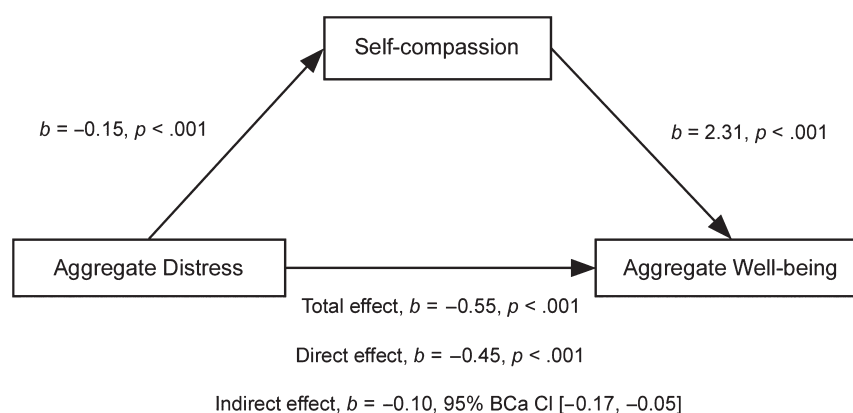 Self-compassion
b = –0.15, p < .001
b = 2.31, p < .001
Aggregate Distress
Aggregate Well-being
Total effect, b = –0.55, p < .001
Direct effect, b = –0.45, p < .001
Indirect effect, b = –0.10, 95% BCa CI [–0.17, –0.05]